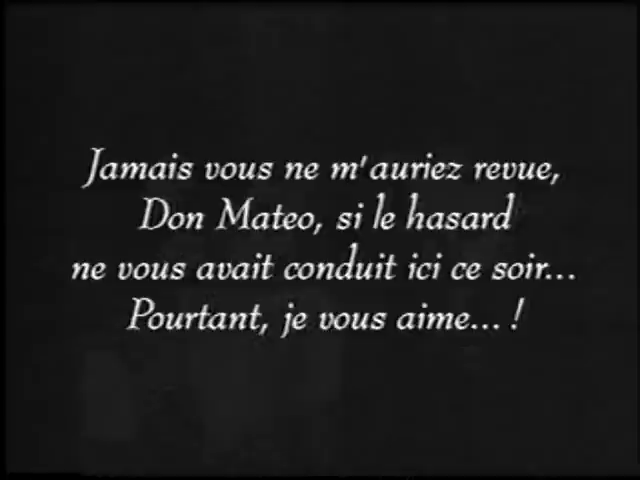 Jamais vous ne m'auriez revue,
Don Mateo, si le hasard
ne vous avait conduit ici ce soir...
Pourtant, je vous aime... !